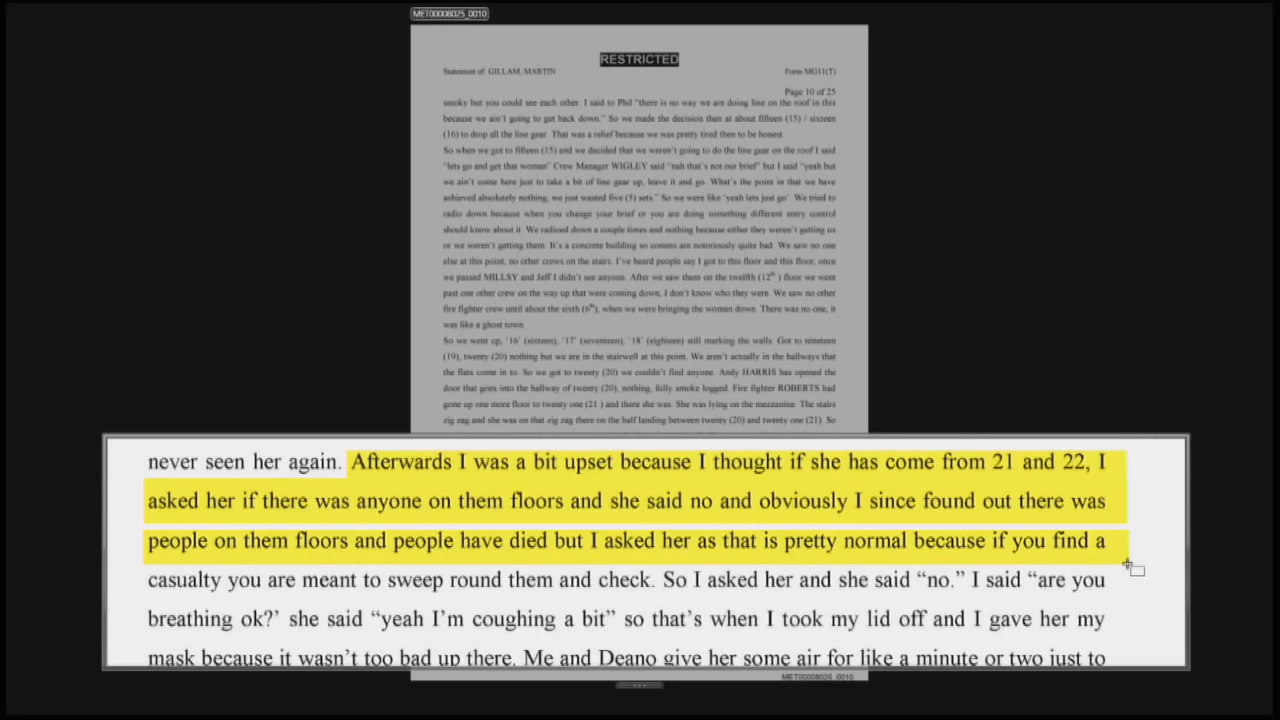 MET00008025_0010
RESTRICTED
Statement of: GILLAM, MARTIN Form MG11(T)
Page 10 of 25
smoky but you could see each other. I said to Phil “there is no way we are doing line on the roof in this
because we ain't going to get back down.” So we made the decision then at about fifteen (15) / sixteen
(16) to drop all the line gear. That was a relief because we was pretty tired then to be honest.
So when we got to fifteen (15) and we decided that we weren't going to do the line gear on the roof I said
“lets go and get that woman” Crew Manager WIGLEY said “nah that's not our brief” but I said “yeah but
we ain't come here just to take a bit of line gear up, leave it and go. What's the point in that we have
achieved absolutely nothing, we just wasted five (5) sets.” So we were like ‘yeah lets just go’. We tried to
radio down because when you change your brief or you are doing something different entry control
should know about it. We radioed down a couple times and nothing because either they weren't getting us
or we weren't getting them. It's a concrete building so comms are notoriously quite bad. We saw no one
else at this point, no other crews on the stairs. I've heard people say I got to this floor and this floor, once
we passed MILLSY and Jeff I didn't see anyone. After we saw them on the twelfth (12th ) floor we went
past one other crew on the way up that were coming down, I don't know who they were. We saw no other
fire fighter crew until about the sixth (6th), when we were bringing the woman down. There was no one, it
was like a ghost town.
So we went up, ‘16’ (sixteen), ‘17’ (seventeen), ‘18’ (eighteen) still marking the walls. Got to nineteen
(19), twenty (20) nothing but we are in the stairwell at this point. We aren't actually in the hallways that
the flats come in to. So we got to twenty (20) we couldn't find anyone. Andy HARRIS has opened the
door that goes into the hallway of twenty (20), nothing, fully smoke logged. Fire fighter ROBERTS had
gone up one more floor to twenty one (21 ) and there she was. She was lying on the mezzanine. The stairs
zig zag and she was on that zig zag there on the half landing between twenty (20) and twenty one (21). So
never seen her again. Afterwards I was a bit upset because I thought if she has come from 21 and 22, I
asked her if there was anyone on them floors and she said no and obviously I since found out there was
people on them floors and people have died but I asked her as that is pretty normal because if you find a
casualty you are meant to sweep round them and check. So I asked her and she said “no.” I said “are you
breathing ok?’ she said “yeah I’m coughing a bit” so that’s when I took my lid off and I gave her my
mask because it wasn’t too bad up there. Me and Deano give her some air for like a minute or two just to
MET00008025_0010